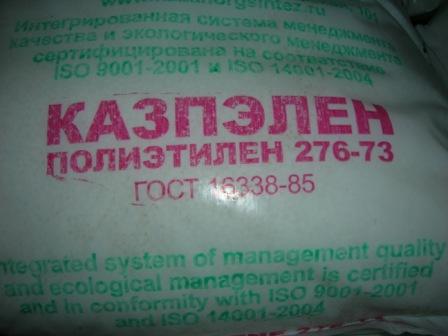 Интегрированная система менеджмента
качества и экологического менеджмента
сертифицирована на соответствие
ISO 9001-2001 и ISO 14001-2004
КАЗПЭЛЕН
ПОЛИЭТИЛЕН 276-73
ГОСТ 16338-85
Integrated system of management quality
and ecological management is certified
and in conformity with ISO 9001-2001
and ISO 14001-2004